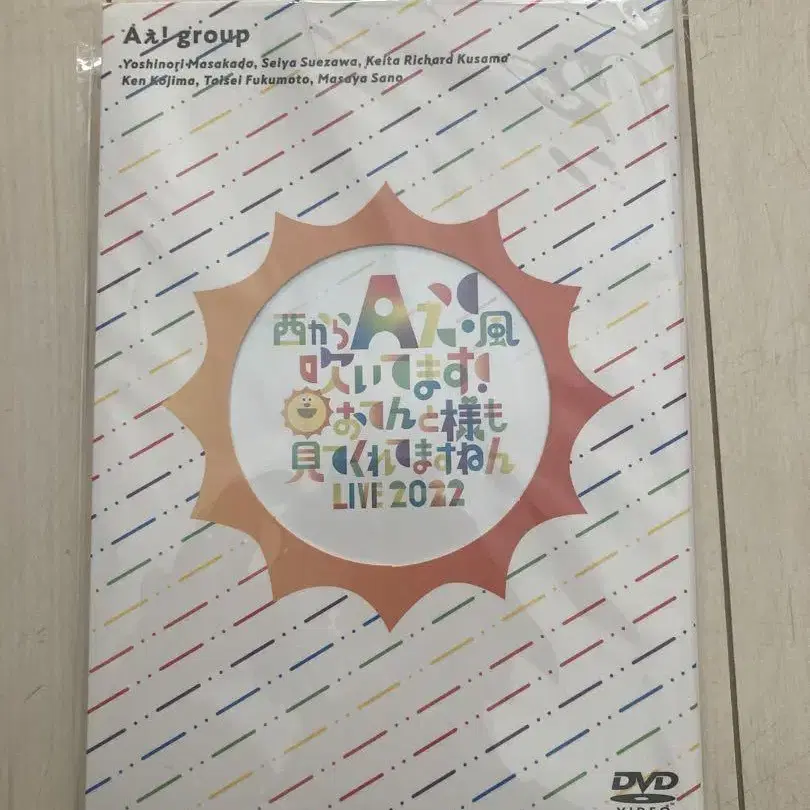 Aぇ! group
Yoshinori Masakado, Seiya Suezawa, Keita Richard Kusama
Ken Kojima, Taisei Fukumoto, Masaya Sano
西からAぇ!風
吹いてます!
おてんと様も
見てくれてますねん
LIVE 2022
DVD
VIDEO